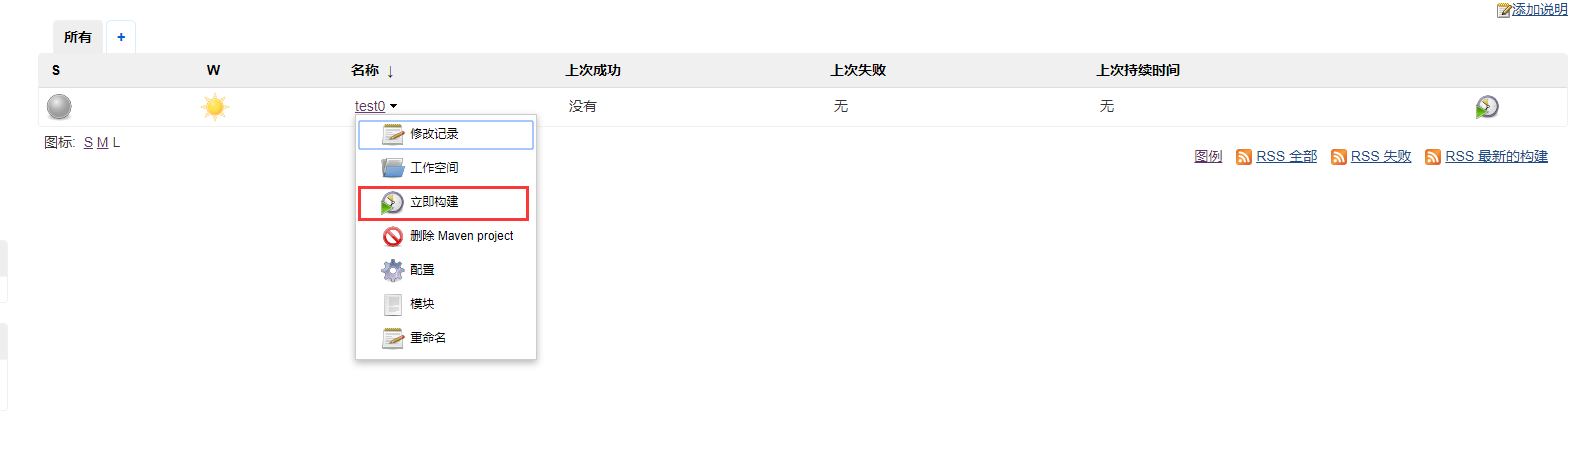 添加说明
所有 +
S W 名称 ↓ 上次成功 上次失败 上次持续时间
test0 没有 无 无
图标: S M L
修改记录
工作空间
立即构建
删除 Maven project
配置
模块
重命名
图例 RSS 全部 RSS 失败 RSS 最新的构建